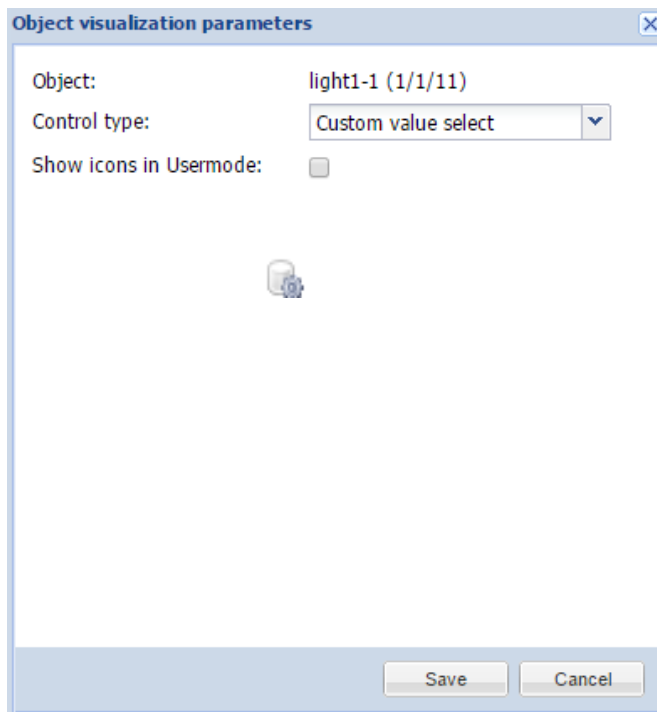 Object visualization parameters
Object: light1-1 (1/1/11)
Control type: Custom value select
Show icons in Usermode:
Save Cancel